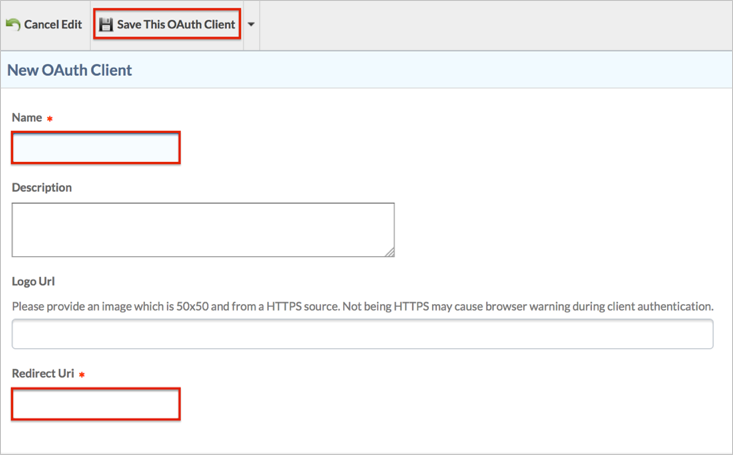 Cancel Edit Save This OAuth Client
New OAuth Client
Name *
Description
Logo Url
Please provide an image which is 50x50 and from a HTTPS source. Not being HTTPS may cause browser warning during client authentication.
Redirect Uri *